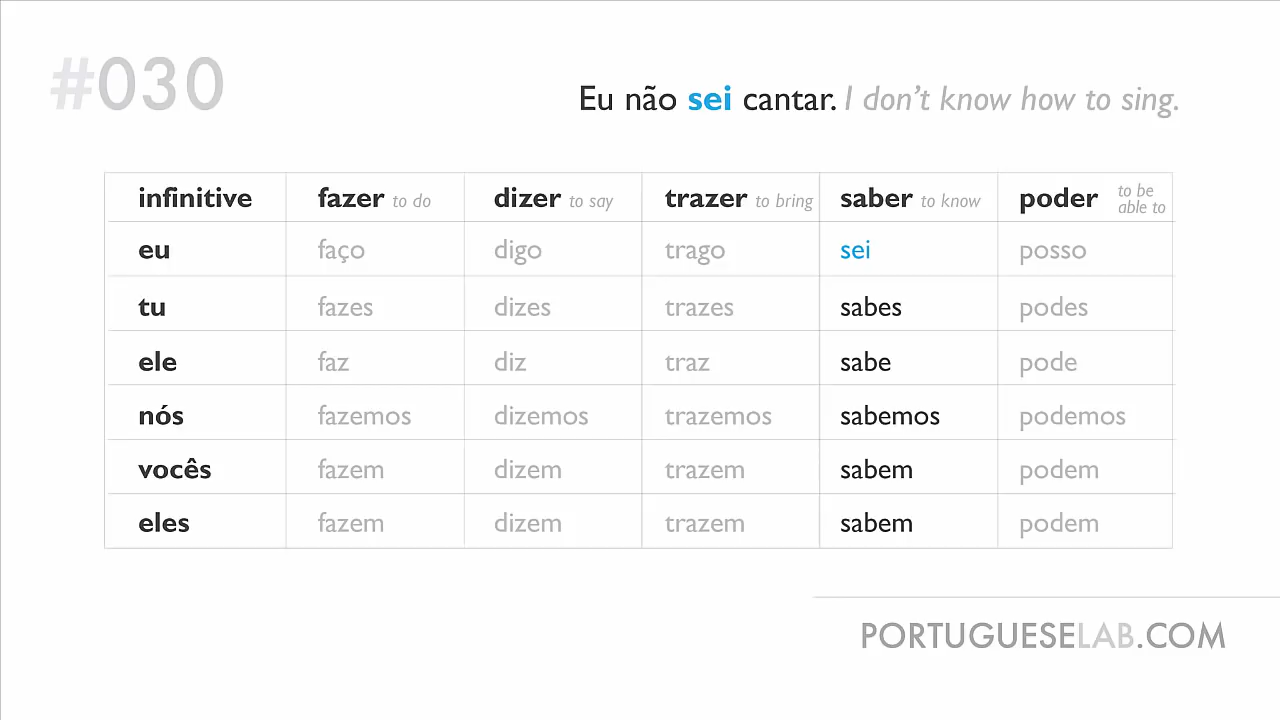 #030
Eu não sei cantar. I don't know how to sing.
infinitive fazer to do dizer to say trazer to bring saber to know poder to be able to
eu faço digo trago sei posso
tu fazes dizes trazes sabes podes
ele faz diz traz sabe pode
nós fazemos dizemos trazemos sabemos podemos
vocês fazem dizem trazem sabem podem
eles fazem dizem trazem sabem podem
PORTUGUESELAB.COM